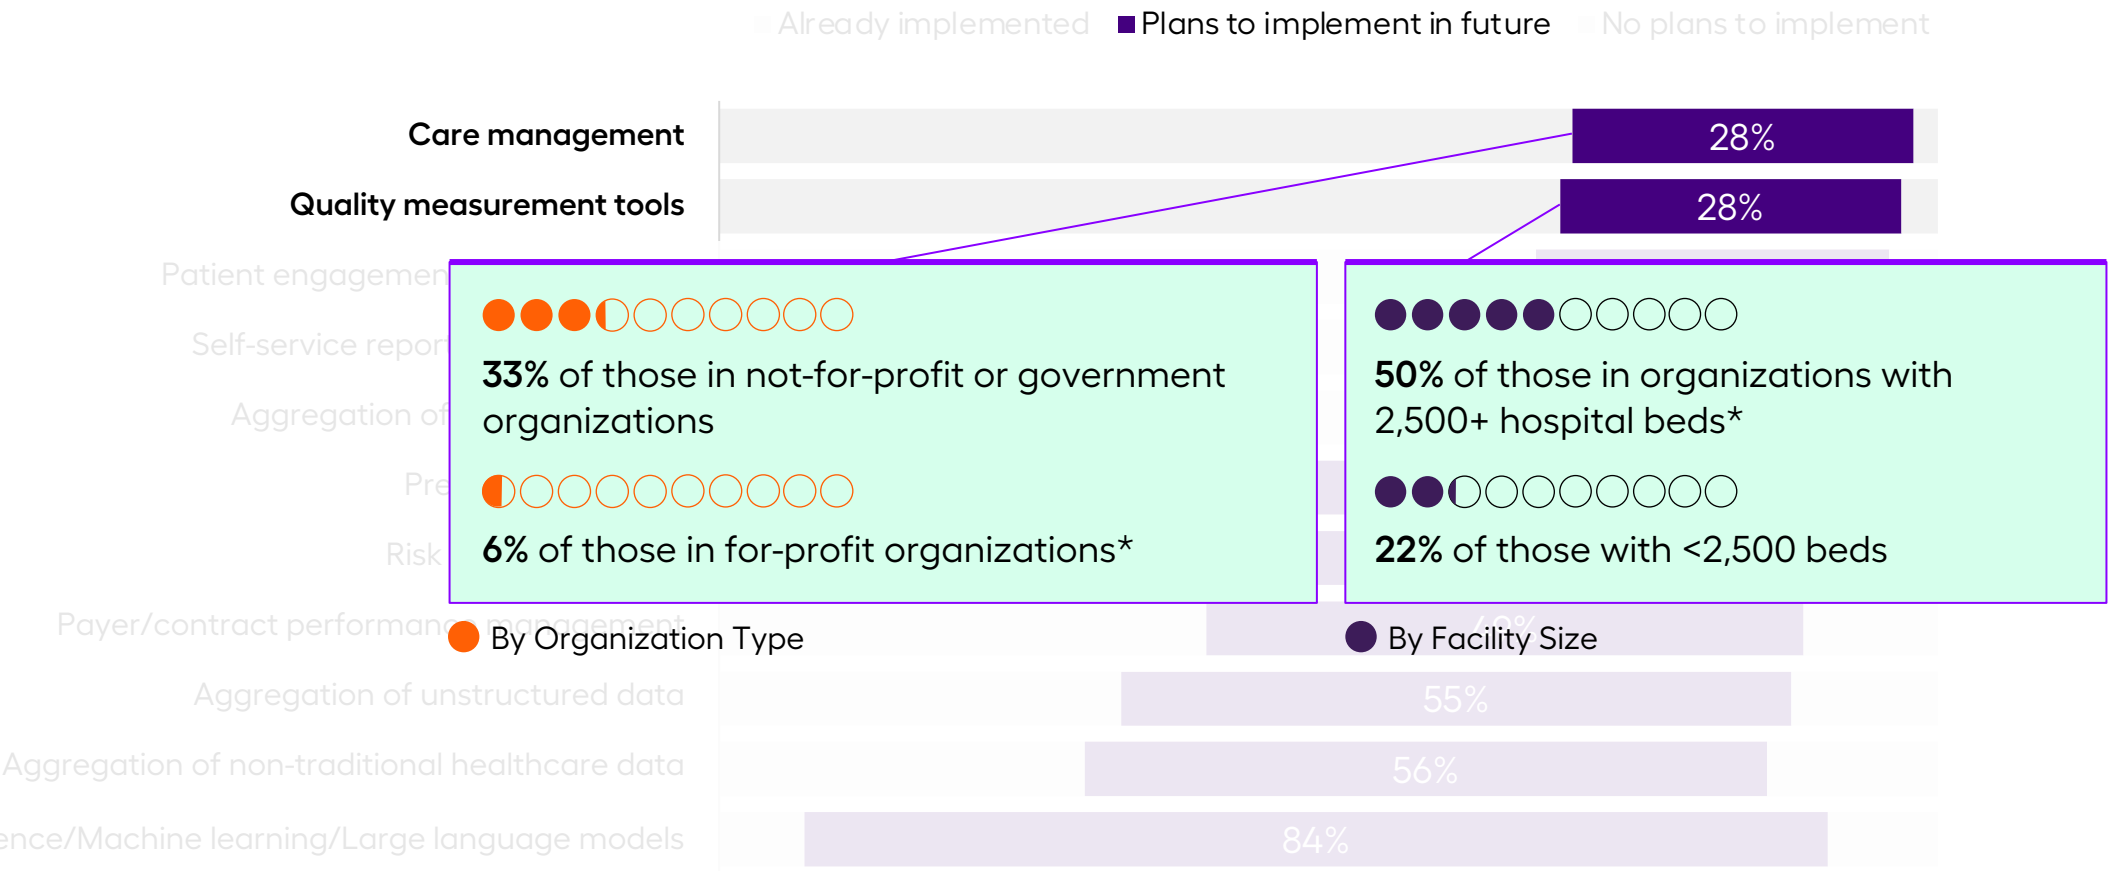 Already implemented Plans to implement in future No plans to implement
Care management 28%
Quality measurement tools 28%
Patient engagemen
Self-service repor
Aggregation of
Pre
Risk
33% of those in not-for-profit or government
organizations
6% of those in for-profit organizations*
50% of those in organizations with
2,500+ hospital beds*
22% of those with <2,500 beds
Payer/contract performance management
By Organization Type
By Facility Size
Aggregation of unstructured data 55%
Aggregation of non-traditional healthcare data 56%
ence/Machine learning/Large language models 84%